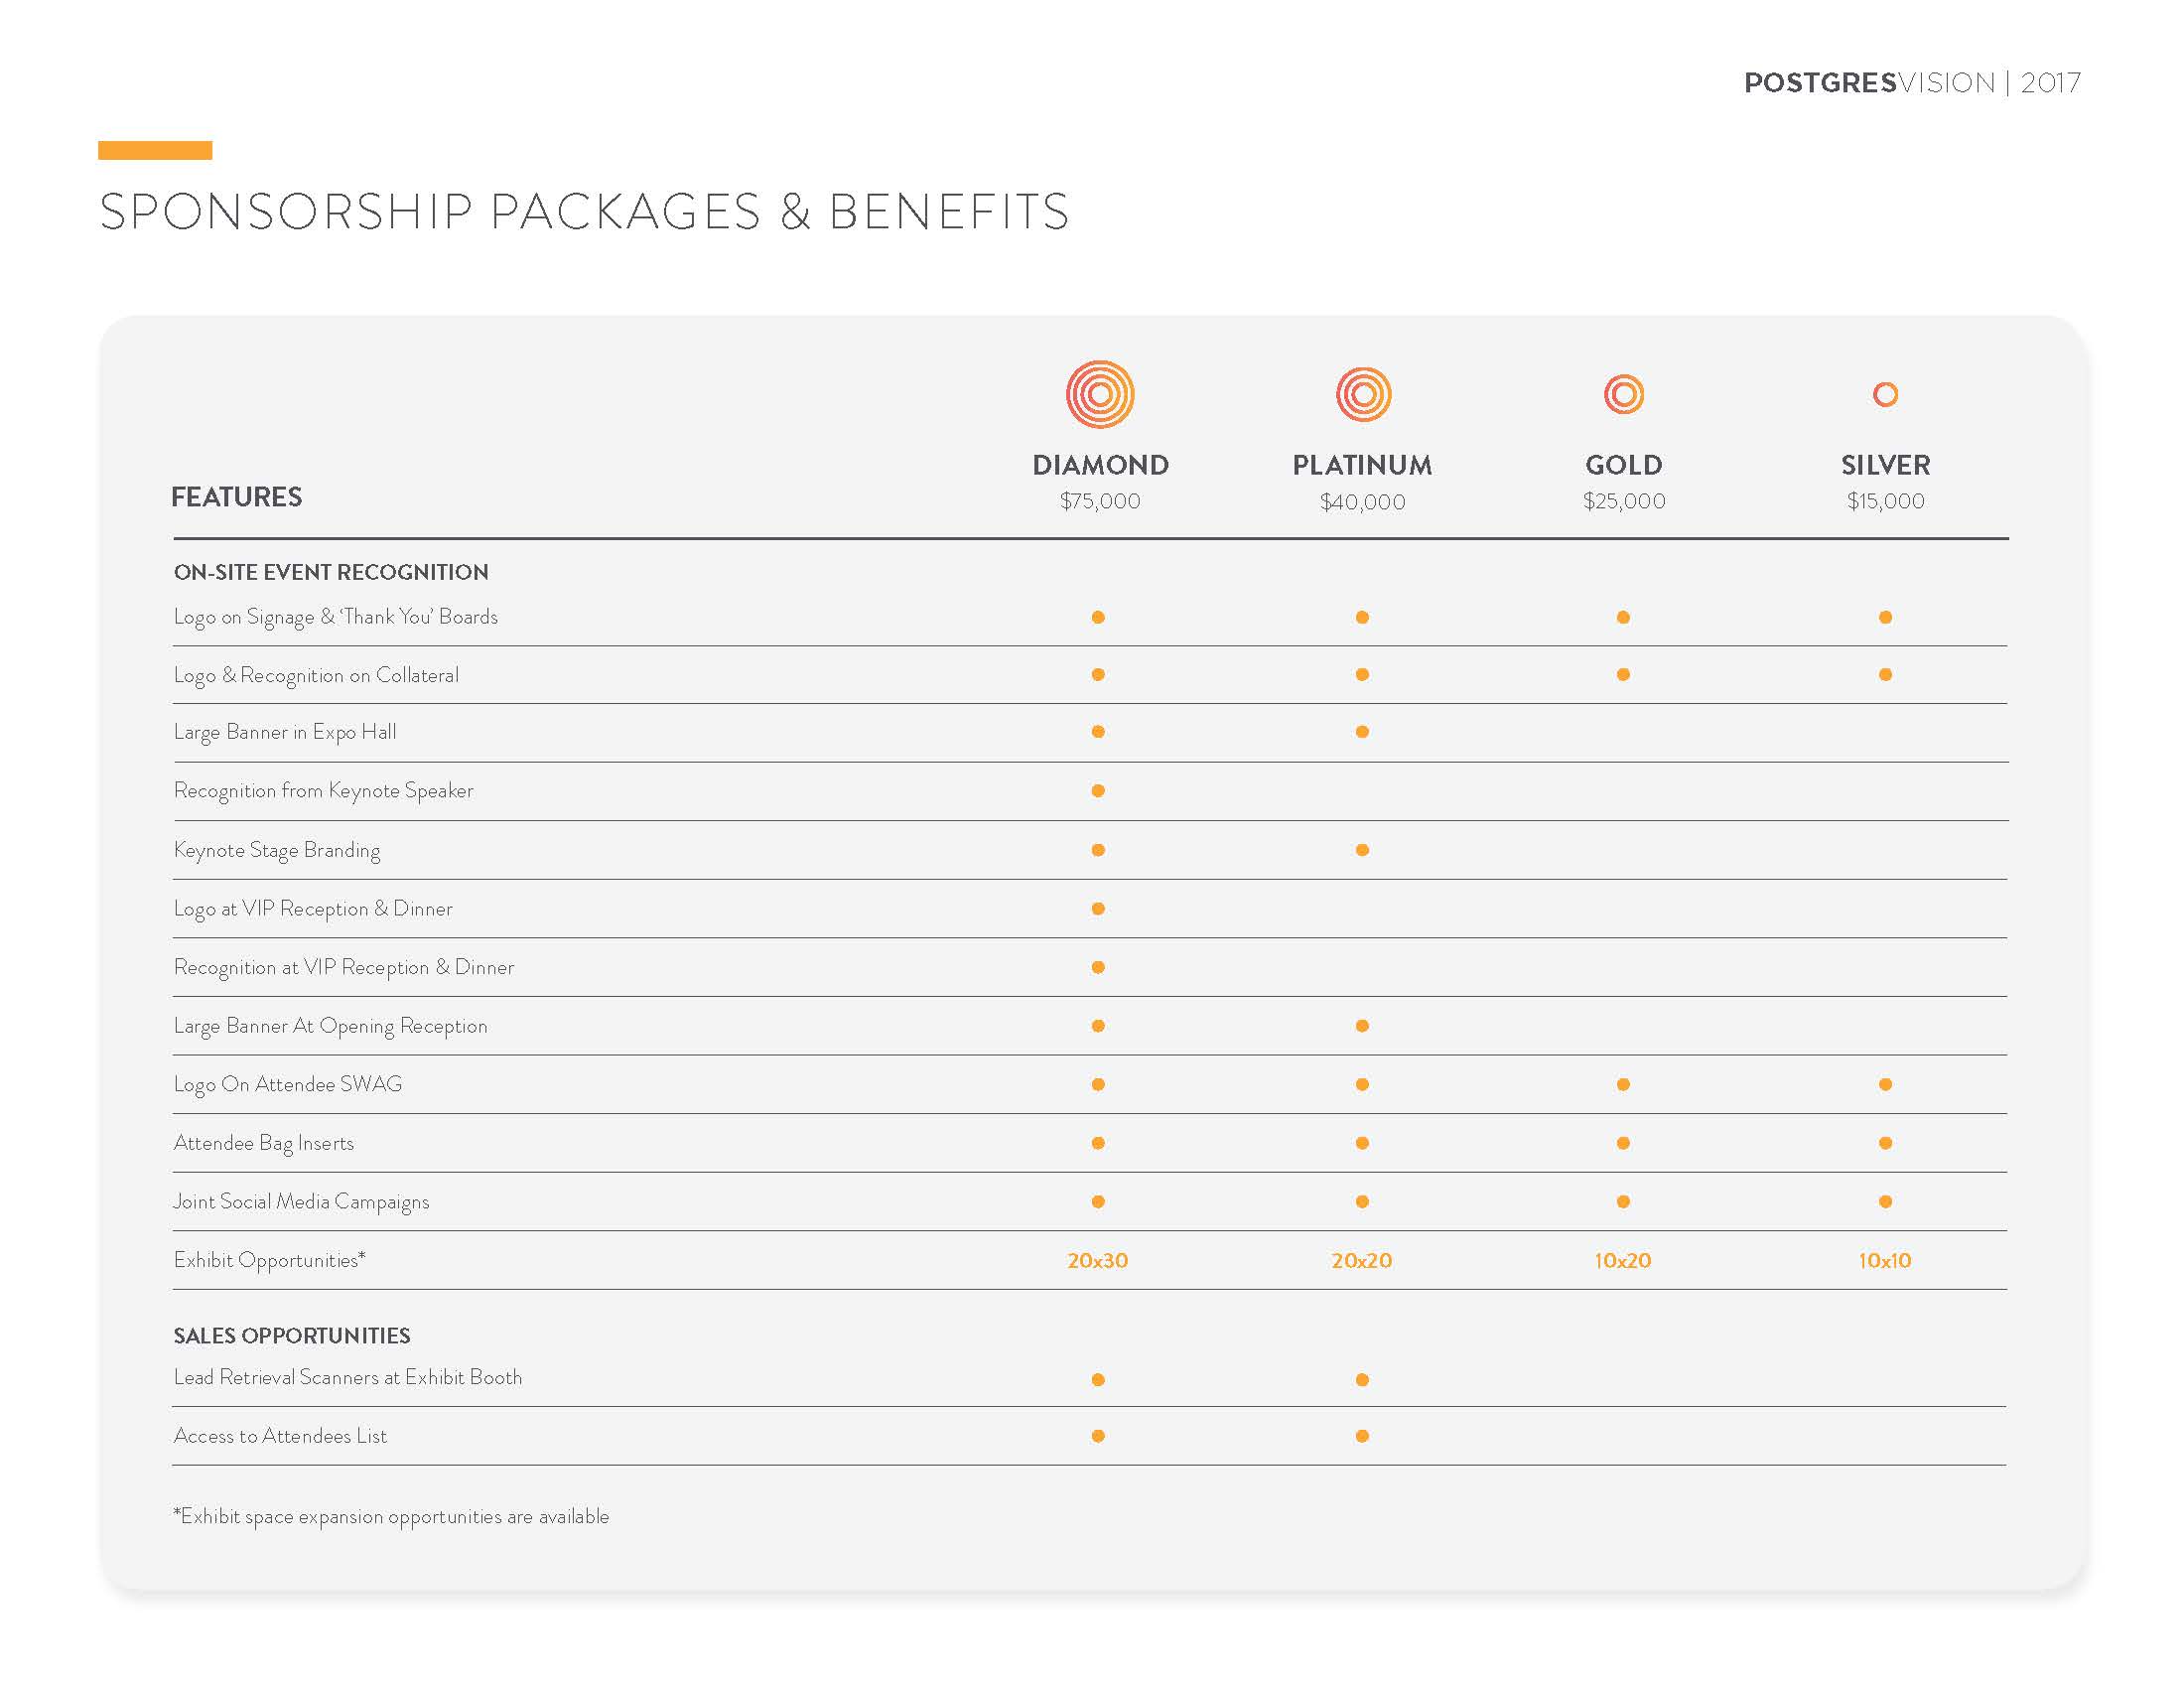 POSTGRESVISION | 2017
SPONSORSHIP PACKAGES & BENEFITS
DIAMOND PLATINUM GOLD SILVER
FEATURES $75,000 $40,000 $25,000 $15,000
ON-SITE EVENT RECOGNITION
Logo on Signage & ‘Thank You’ Boards
Logo & Recognition on Collateral
Large Banner in Expo Hall
Recognition from Keynote Speaker
Keynote Stage Branding
Logo at VIP Reception & Dinner
Recognition at VIP Reception & Dinner
Large Banner At Opening Reception
Logo On Attendee SWAG
Attendee Bag Inserts
Joint Social Media Campaigns
Exhibit Opportunities* 20x30 20x20 10x20 10x10
SALES OPPORTUNITIES
Lead Retrieval Scanners at Exhibit Booth
Access to Attendees List
*Exhibit space expansion opportunities are available